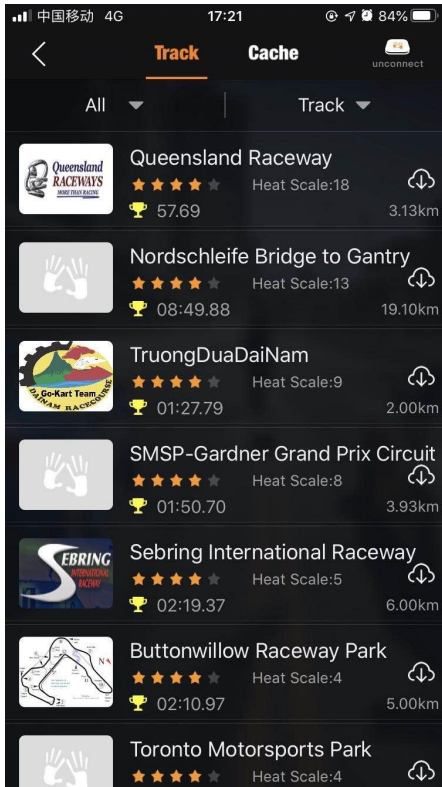 中国移动 4G 17:21 84%
Track Cache
unconnect
All Track
Queensland RACEWAYS MORE THAN RACING
Queensland Raceway
Heat Scale:18
57.69 3.13km
Nordschleife Bridge to Gantry
Heat Scale:13
08:49.88 19.10km
Go-Kart Team
DAINAM RACECOURSE
TruongDuaDaiNam
Heat Scale:9
01:27.79 2.00km
SMSP-Gardner Grand Prix Circuit
Heat Scale:8
01:50.70 3.93km
SEBRING INTERNATIONAL RACEWAY
Sebring International Raceway
Heat Scale:5
02:19.37 6.00km
N
Buttonwillow Raceway Park
Heat Scale:4
02:10.97 5.00km
Toronto Motorsports Park
Heat Scale:4